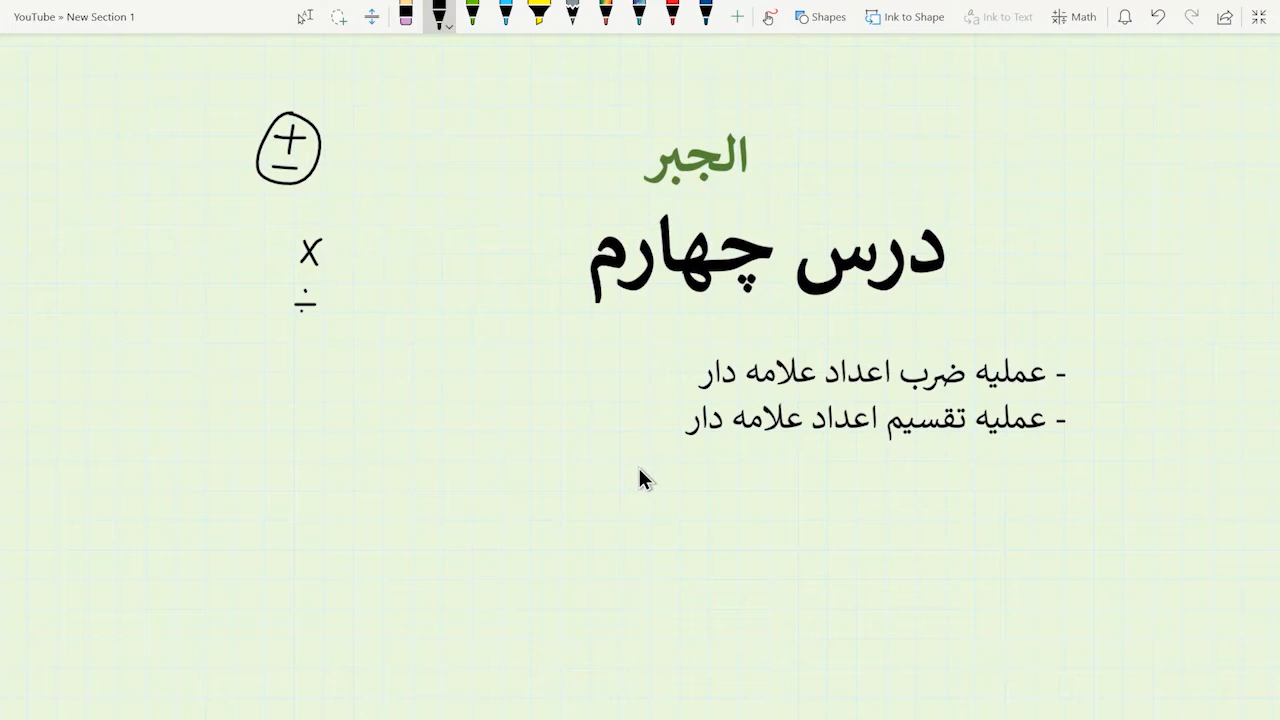 YouTube » New Section 1
Shapes
Ink to Shape
Ink to Text
Math
+
−
x
÷
الجبر
درس چهارم
- عملیه ضرب اعداد علامه دار
- عملیه تقسیم اعداد علامه دار